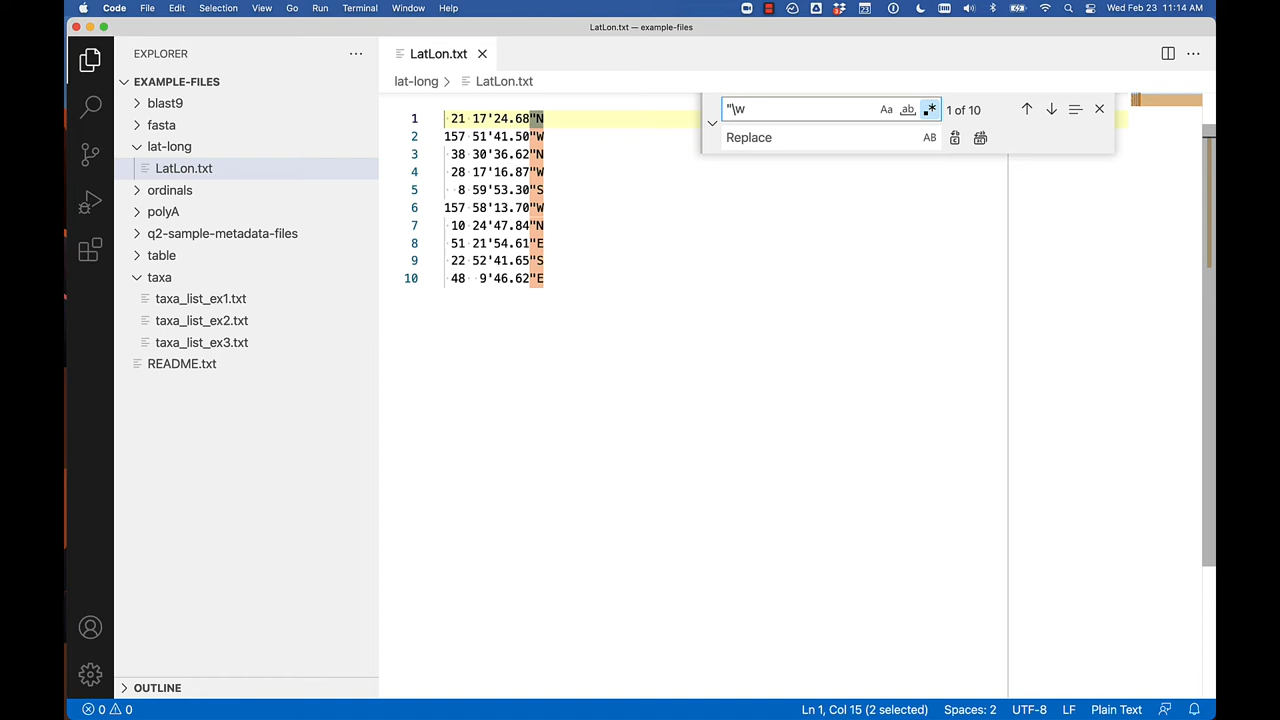 Code File Edit Selection View Go Run Terminal Window Help
23
Wed Feb 23 11:14 AM
LatLon.txt — example-files
EXPLORER
LatLon.txt
EXAMPLE-FILES
lat-long
LatLon.txt
blast9
fasta
lat-long
LatLon.txt
ordinals
polyA
q2-sample-metadata-files
table
taxa
taxa_list_ex1.txt
taxa_list_ex2.txt
taxa_list_ex3.txt
README.txt
"\w
Aa ab .*
1 of 10
Replace
AB
1 21 17'24.68"N
2 157 51'41.50"W
3 38 30'36.62"N
4 28 17'16.87"W
5 8 59'53.30"S
6 157 58'13.70"W
7 10 24'47.84"N
8 51 21'54.61"E
9 22 52'41.65"S
10 48 9'46.62"E
OUTLINE
0 0
Ln 1, Col 15 (2 selected) Spaces: 2 UTF-8 LF Plain Text